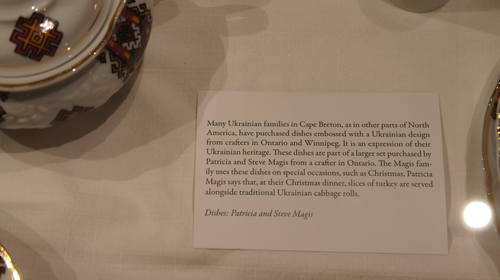 Many Ukrainian families in Cape Breton, as in other parts of North
America, have purchased dishes embossed with a Ukrainian design
from crafters in Ontario and Winnipeg. It is an expression of their
Ukrainian heritage. These dishes are part of a larger set purchased by
Patricia and Steve Magis from a crafter in Ontario. The Magis fam-
ily uses these dishes on special occasions, such as Christmas. Patricia
Magis says that, at their Christmas dinner, slices of turkey are served
alongside traditional Ukrainian cabbage rolls.
Dishes: Patricia and Steve Magis